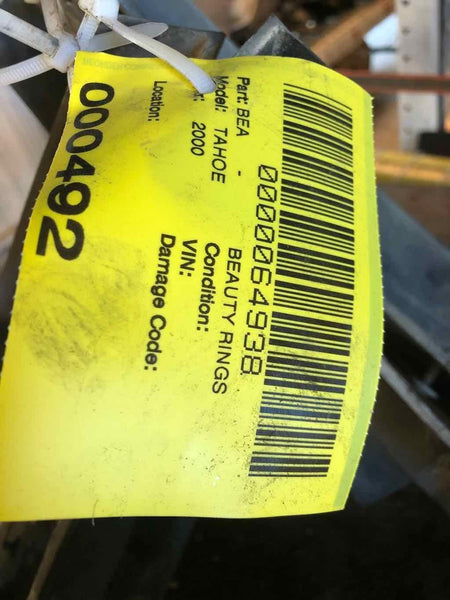 0000064938
Part: BEA - BEAUTY RINGS
Model: TAHOE Condition:
2000 VIN:
Location: Damage Code:
000492